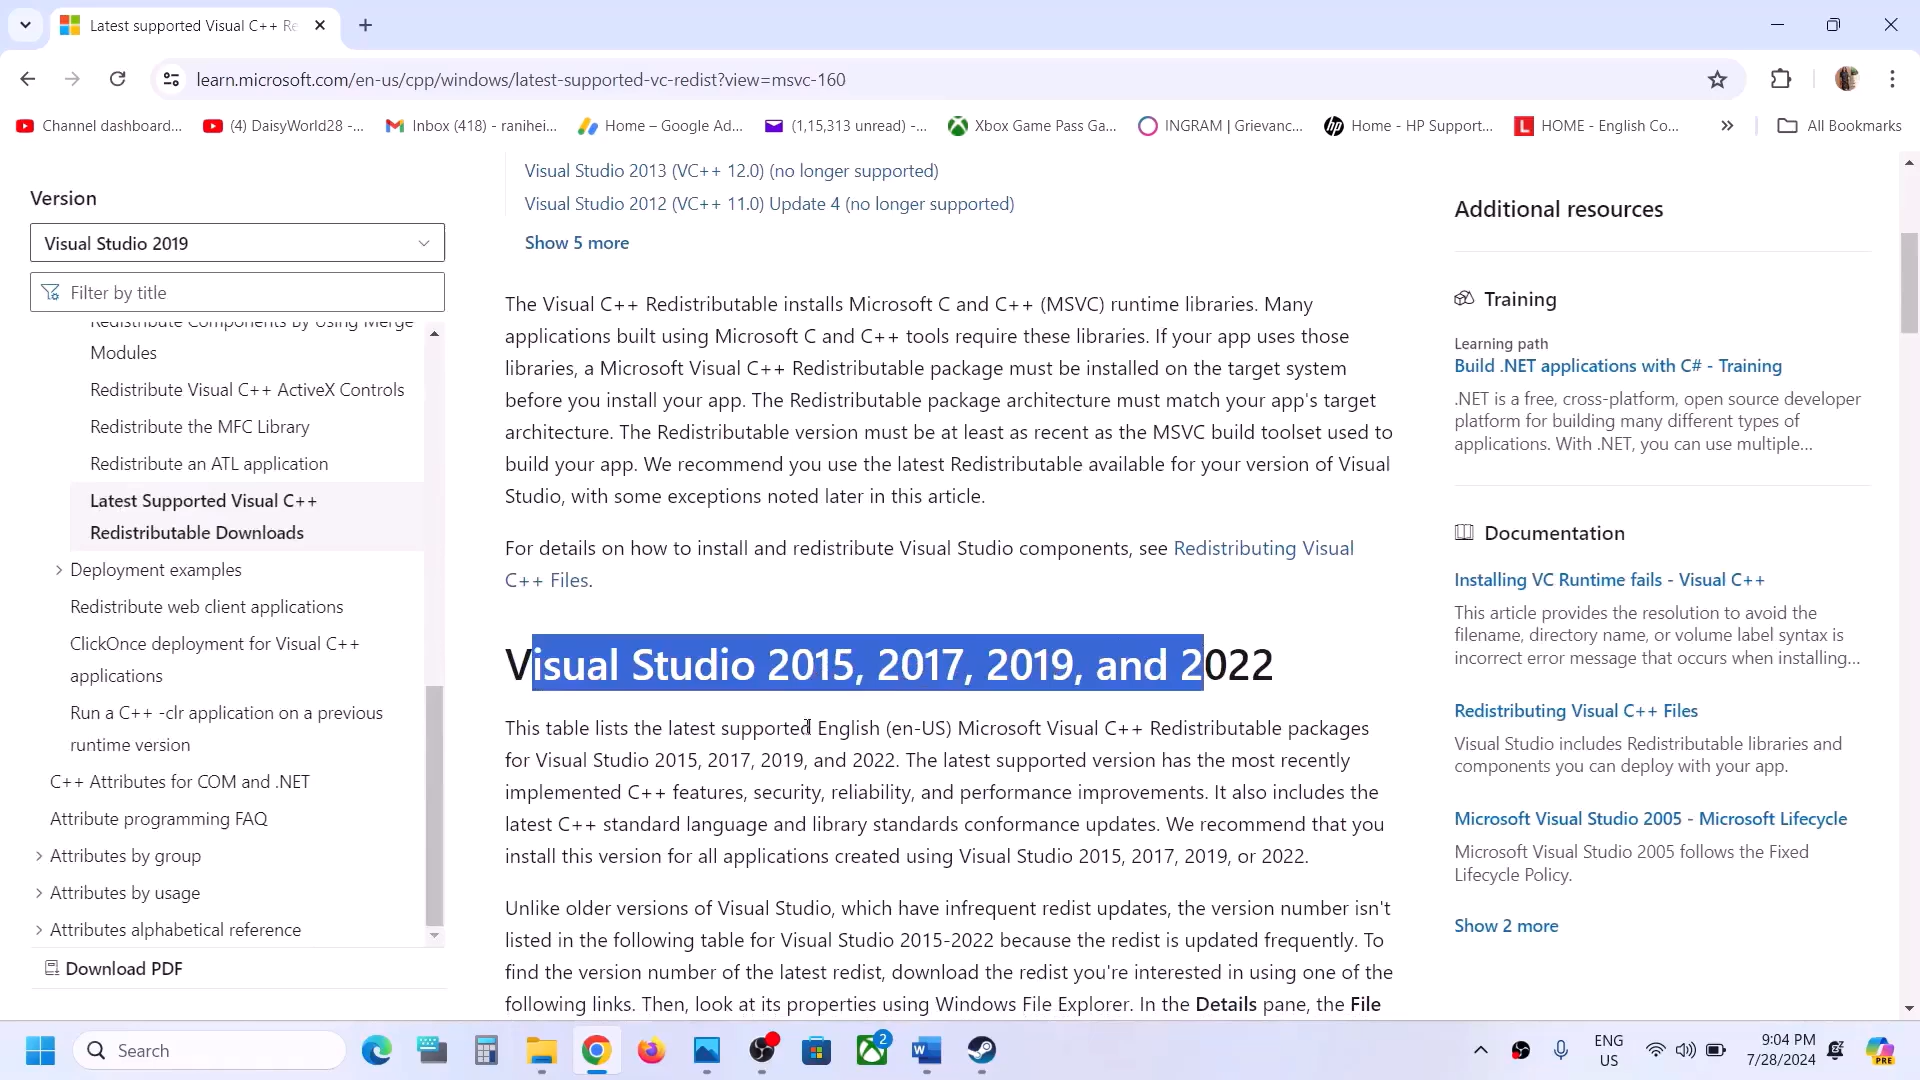 Latest supported Visual C++ Re
learn.microsoft.com/en-us/cpp/windows/latest-supported-vc-redist?view=msvc-160
Channel dashboard...
(4) DaisyWorld28 -...
Inbox (418) - ranihei...
Home – Google Ad...
(1,15,313 unread) -...
Xbox Game Pass Ga...
INGRAM | Grievanc...
Home - HP Support...
HOME - English Co...
All Bookmarks
Version
Visual Studio 2019
Filter by title
Redistribute Components By Using Merge
Modules
Redistribute Visual C++ ActiveX Controls
Redistribute the MFC Library
Redistribute an ATL application
Latest Supported Visual C++
Redistributable Downloads
Deployment examples
Redistribute web client applications
ClickOnce deployment for Visual C++
applications
Run a C++ -clr application on a previous
runtime version
C++ Attributes for COM and .NET
Attribute programming FAQ
Attributes by group
Attributes by usage
Attributes alphabetical reference
Download PDF
Visual Studio 2013 (VC++ 12.0) (no longer supported)
Visual Studio 2012 (VC++ 11.0) Update 4 (no longer supported)
Show 5 more
The Visual C++ Redistributable installs Microsoft C and C++ (MSVC) runtime libraries. Many
applications built using Microsoft C and C++ tools require these libraries. If your app uses those
libraries, a Microsoft Visual C++ Redistributable package must be installed on the target system
before you install your app. The Redistributable package architecture must match your app's target
architecture. The Redistributable version must be at least as recent as the MSVC build toolset used to
build your app. We recommend you use the latest Redistributable available for your version of Visual
Studio, with some exceptions noted later in this article.
For details on how to install and redistribute Visual Studio components, see Redistributing Visual
C++ Files.
Visual Studio 2015, 2017, 2019, and 2022
This table lists the latest supported English (en-US) Microsoft Visual C++ Redistributable packages
for Visual Studio 2015, 2017, 2019, and 2022. The latest supported version has the most recently
implemented C++ features, security, reliability, and performance improvements. It also includes the
latest C++ standard language and library standards conformance updates. We recommend that you
install this version for all applications created using Visual Studio 2015, 2017, 2019, or 2022.
Unlike older versions of Visual Studio, which have infrequent redist updates, the version number isn't
listed in the following table for Visual Studio 2015-2022 because the redist is updated frequently. To
find the version number of the latest redist, download the redist you're interested in using one of the
following links. Then, look at its properties using Windows File Explorer. In the Details pane, the File
Additional resources
Training
Learning path
Build .NET applications with C# - Training
.NET is a free, cross-platform, open source developer
platform for building many different types of
applications. With .NET, you can use multiple...
Documentation
Installing VC Runtime fails - Visual C++
This article provides the resolution to avoid the
filename, directory name, or volume label syntax is
incorrect error message that occurs when installing...
Redistributing Visual C++ Files
Visual Studio includes Redistributable libraries and
components you can deploy with your app.
Microsoft Visual Studio 2005 - Microsoft Lifecycle
Microsoft Visual Studio 2005 follows the Fixed
Lifecycle Policy.
Show 2 more
Search
2
ENG
US
9:04 PM
7/28/2024
PRE